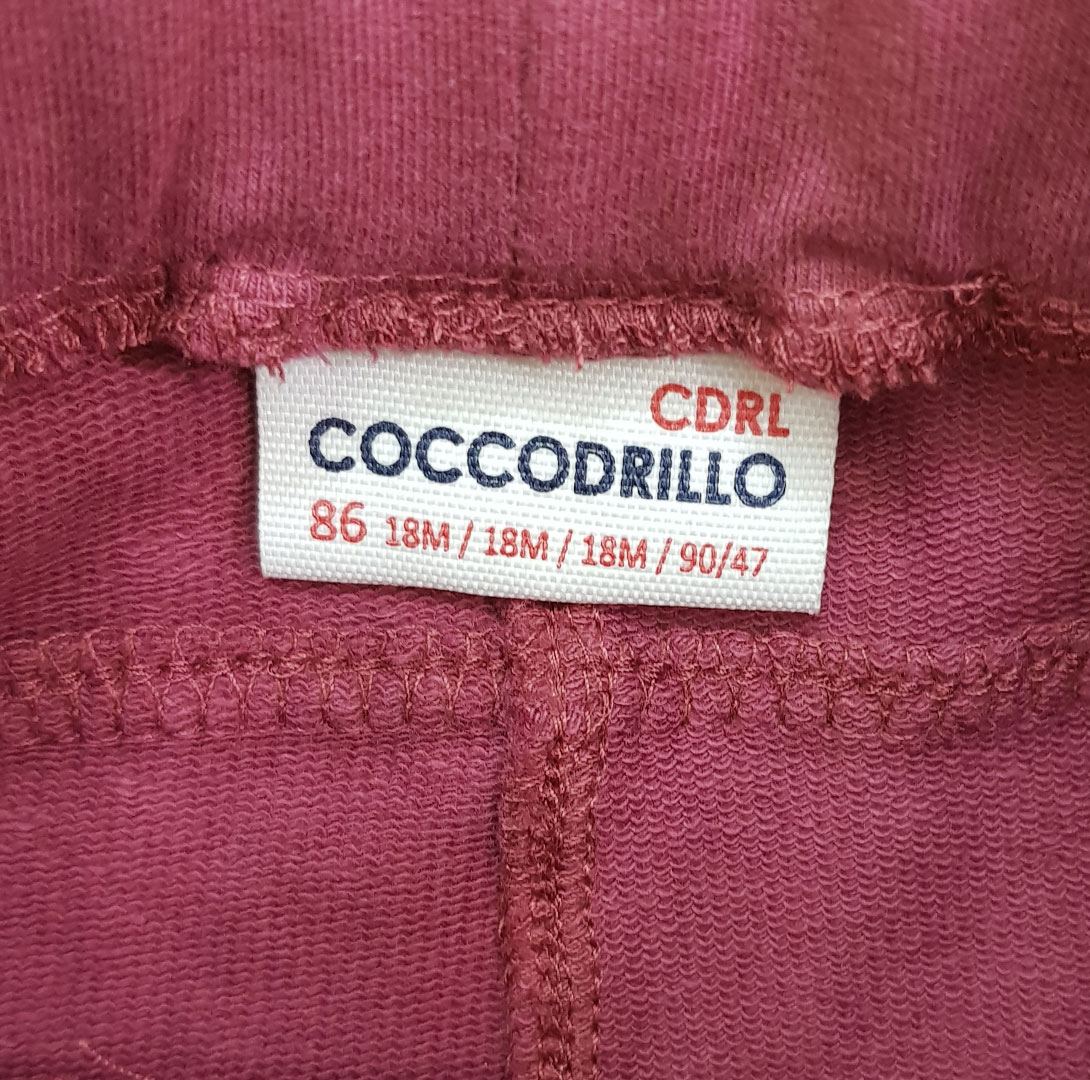 CDRL
COCCODRILLO
86 18M / 18M / 18M / 90/47